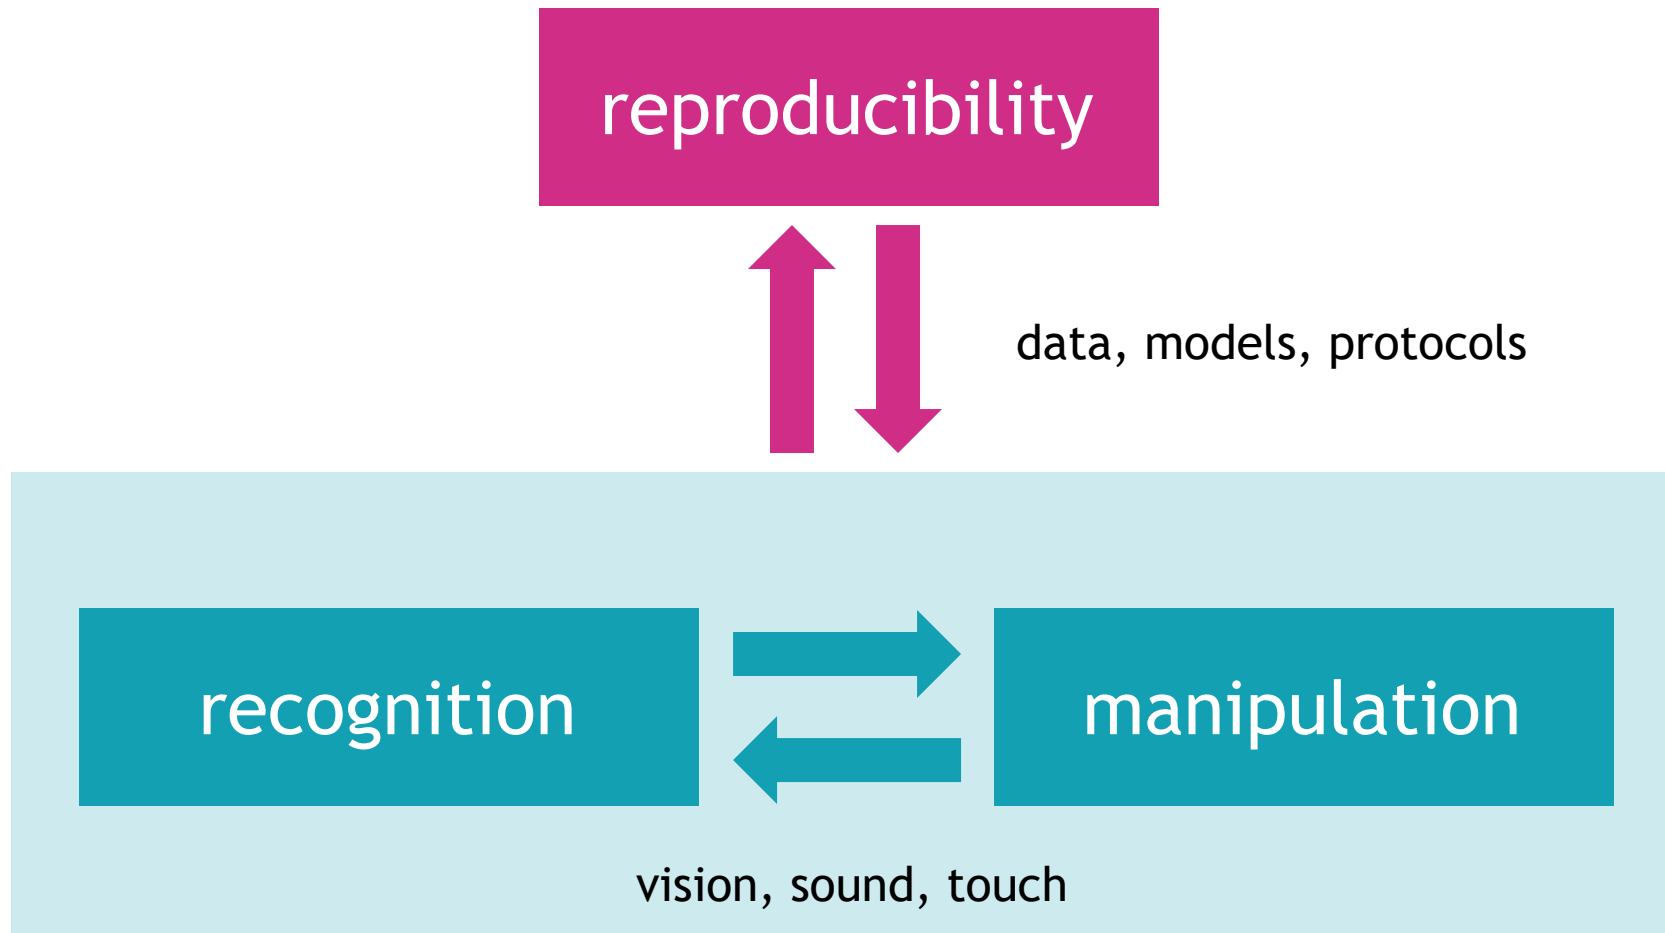 reproducibility
data, models, protocols
recognition
manipulation
vision, sound, touch